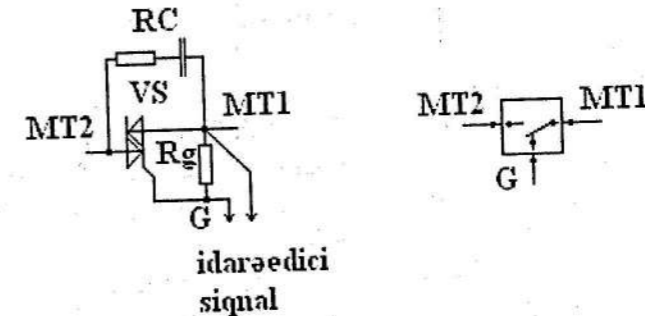 RC
VS
MT2
MT1
Rg
G
idarəedici
siqnal
MT2
MT1
G